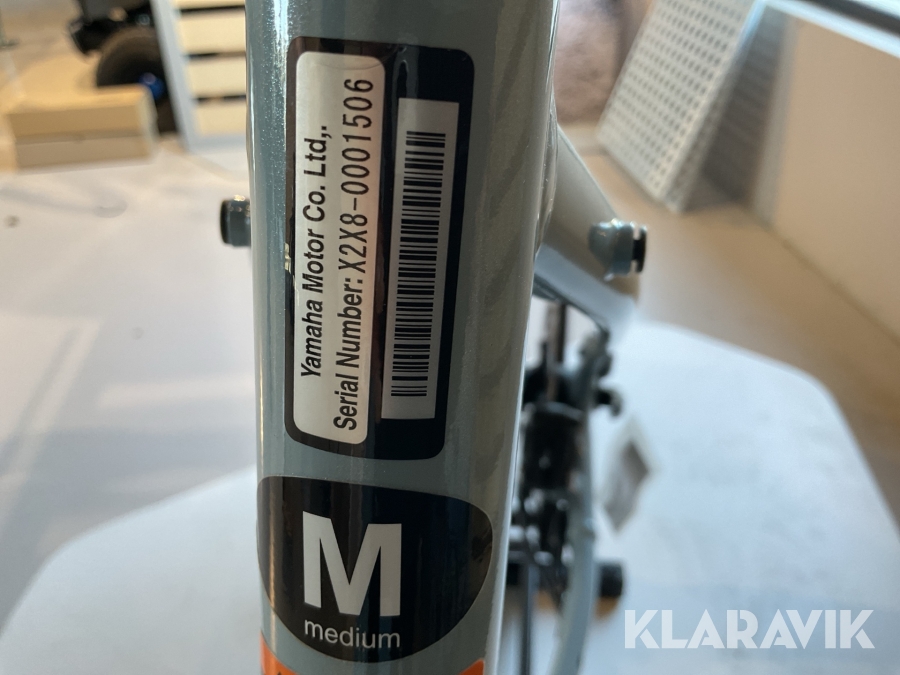 Yamaha Motor Co. Ltd,.
Serial Number: X2X8-0001506
M
medium
KLARAVIK